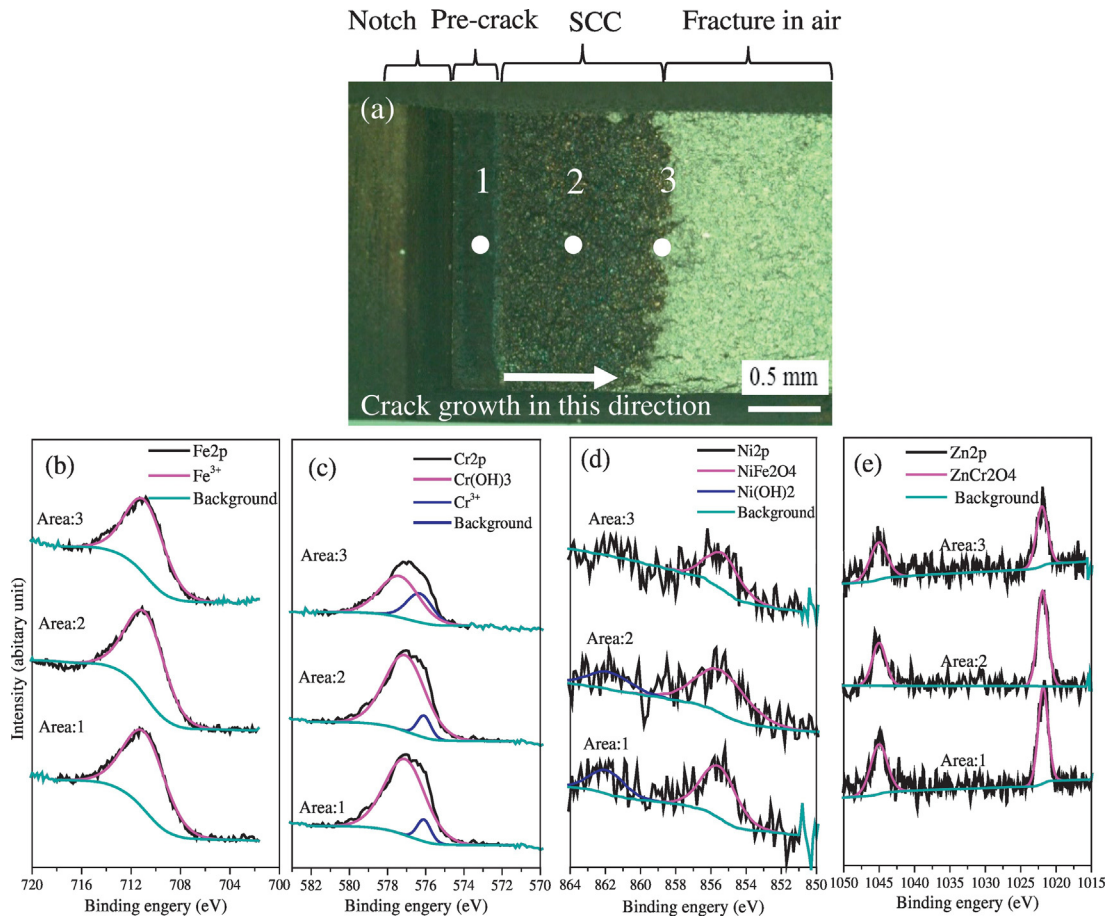 Notch Pre-crack SCC Fracture in air
(a)
1 2 3
0.5 mm
Crack growth in this direction
(b)
Fe2p
Fe3+
Background
Area:3
Area:2
Area:1
720 716 712 708 704 700
Binding engery (eV)
Intensity (abitary unit)
(c)
Cr2p
Cr(OH)3
Cr3+
Background
Area:3
Area:2
Area:1
582 580 578 576 574 572 570
Binding engery (eV)
(d)
Ni2p
NiFe2O4
Ni(OH)2
Background
Area:3
Area:2
Area:1
864 862 860 858 856 854 852 850
Binding engery (eV)
(e)
Zn2p
ZnCr2O4
Background
Area:3
Area:2
Area:1
1050 1045 1040 1035 1030 1025 1020 1015
Binding engery (eV)